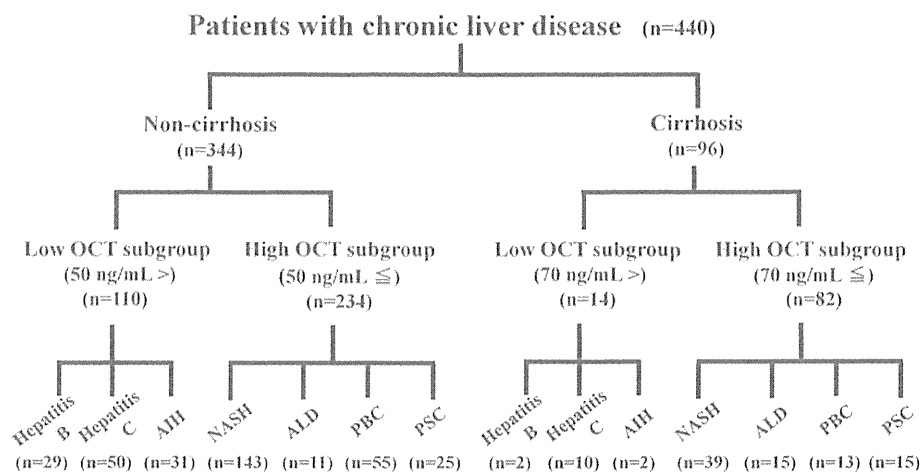 Patients with chronic liver disease (n=440)
Non-cirrhosis
(n=344)
Cirrhosis
(n=96)
Low OCT subgroup
(50 ng/mL >)
(n=110)
High OCT subgroup
(50 ng/mL ≦)
(n=234)
Low OCT subgroup
(70 ng/mL >)
(n=14)
High OCT subgroup
(70 ng/mL ≦)
(n=82)
Hepatitis
B
(n=29)
Hepatitis
C
(n=50)
AIH
(n=31)
NASH
(n=143)
ALD
(n=11)
PBC
(n=55)
PSC
(n=25)
Hepatitis
B
(n=2)
Hepatitis
C
(n=10)
AIH
(n=2)
NASH
(n=39)
ALD
(n=15)
PBC
(n=13)
PSC
(n=15)